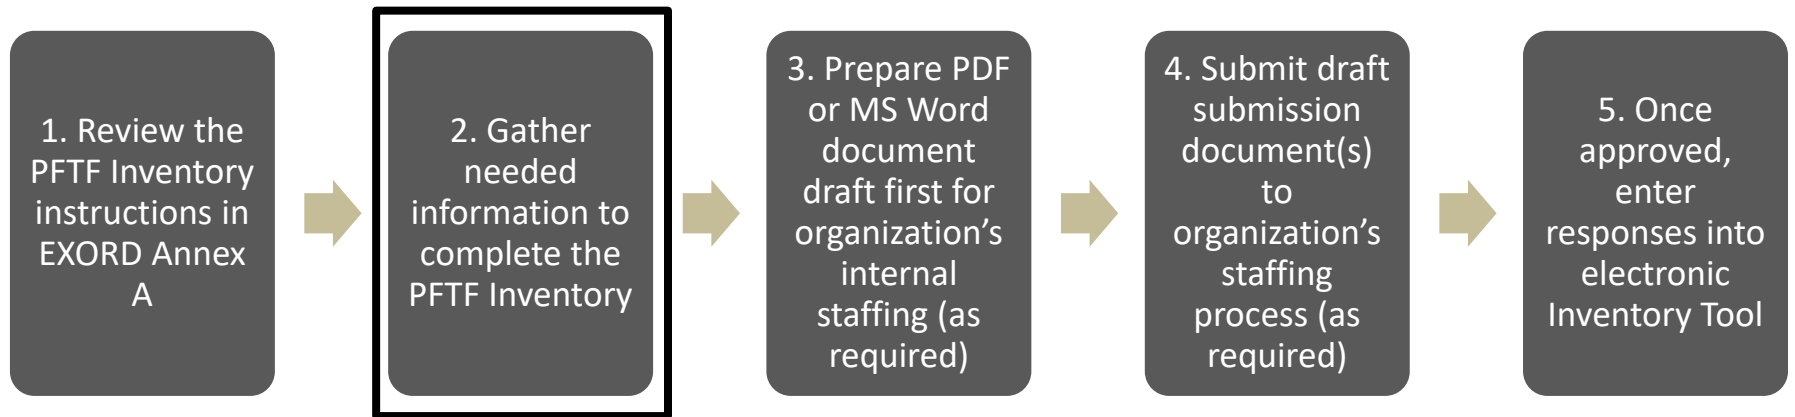 1. Review the
PFTF Inventory
instructions in
EXORD Annex
A
2. Gather
needed
information to
complete the
PFTF Inventory
3. Prepare PDF
or MS Word
document
draft first for
organization’s
internal
staffing (as
required)
4. Submit draft
submission
document(s)
to
organization’s
staffing
process (as
required)
5. Once
approved,
enter
responses into
electronic
Inventory Tool